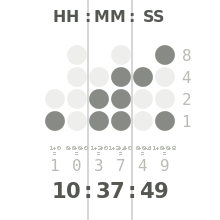 HH : MM : SS
8
4
2
1
= = = = = =
1 0 3 7 4 9
10:37:49